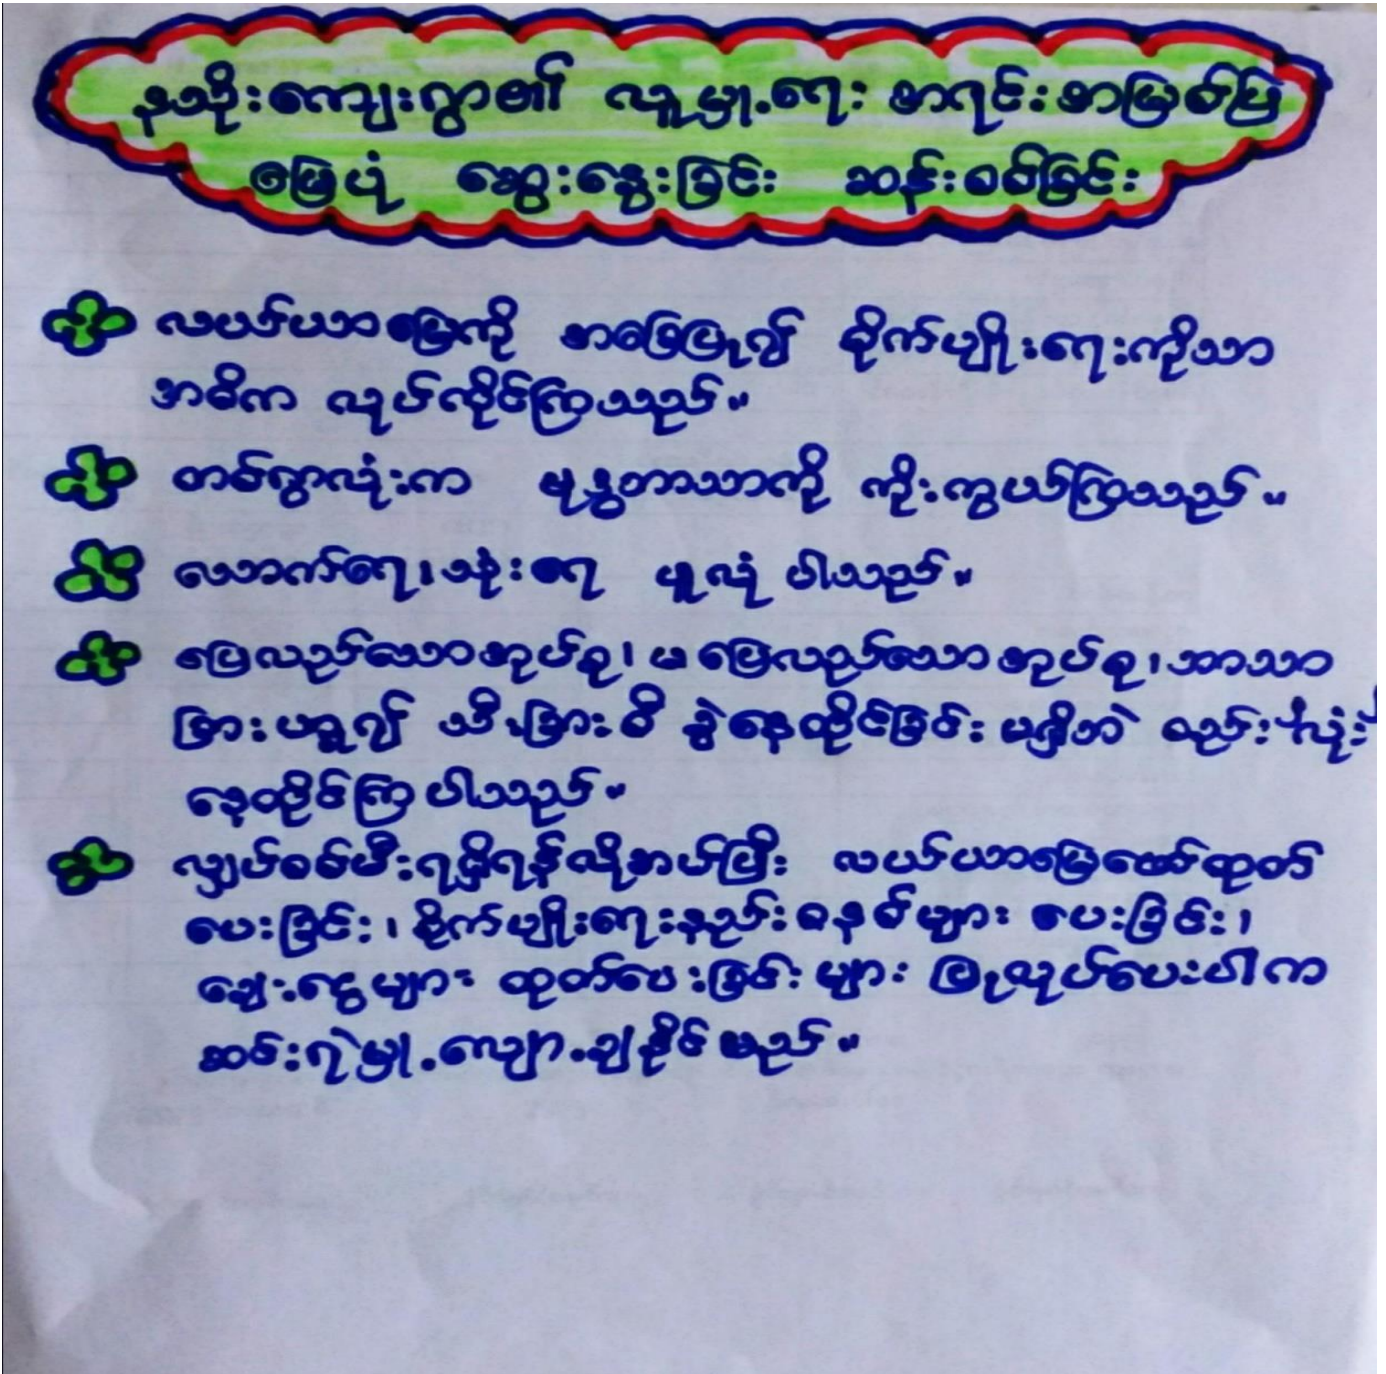 နသိုးကျေးရွာ၏ လူမှု့ရေး အရင်းအမြစ်ပြ
မြေပုံ ဆွေးနွေးခြင်း ဆန်းစစ်ခြင်း
လယ်ယာမြေကို အခြေပြု၍ စိုက်ပျိုးရေးကိုသာ
အဓိက လုပ်ကိုင်ကြသည်။
တစ်ရွာလုံးက ဗုဒ္ဓဘာသာကို ကိုးကွယ်ကြသည်။
သောက်ရေ၊ သုံးရေ ဖူလုံ ပါသည်။
ပြေလည်သောအုပ်စု၊ မပြေလည်သောအုပ်စု၊ ဘာသာ
ခြားဟူ၍ သီးခြားစီ ခွဲနေထိုင်ခြင်း မရှိဘဲ စည်းလုံး
နေထိုင်ကြပါသည်။
လျှပ်စစ်မီးရရှိရန်လိုအပ်ပြီး လယ်ယာမြေဖော်ထုတ်
ပေးခြင်း၊ စိုက်ပျိုးရေးနည်းစနစ်များ ပေးခြင်း၊
ချေးငွေများ ထုတ်ပေးခြင်းများ ပြုလုပ်ပေးပါက
ဆင်းရဲမှု့လျော့ချနိုင်မည်။